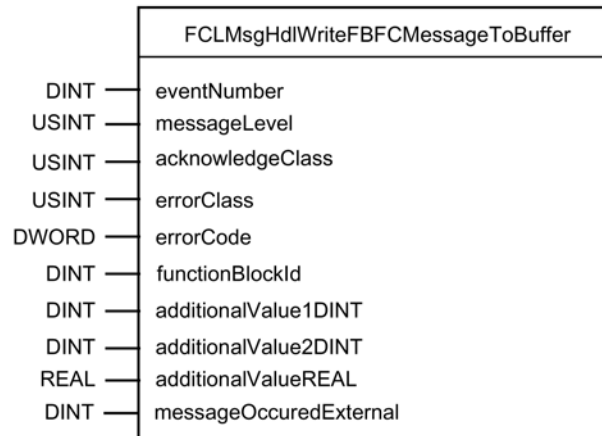 FCLMsgHdlWriteFBFCMessageToBuffer
DINT eventNumber
USINT messageLevel
USINT acknowledgeClass
USINT errorClass
DWORD errorCode
DINT functionBlockId
DINT additionalValue1DINT
DINT additionalValue2DINT
REAL additionalValueREAL
DINT messageOccuredExternal